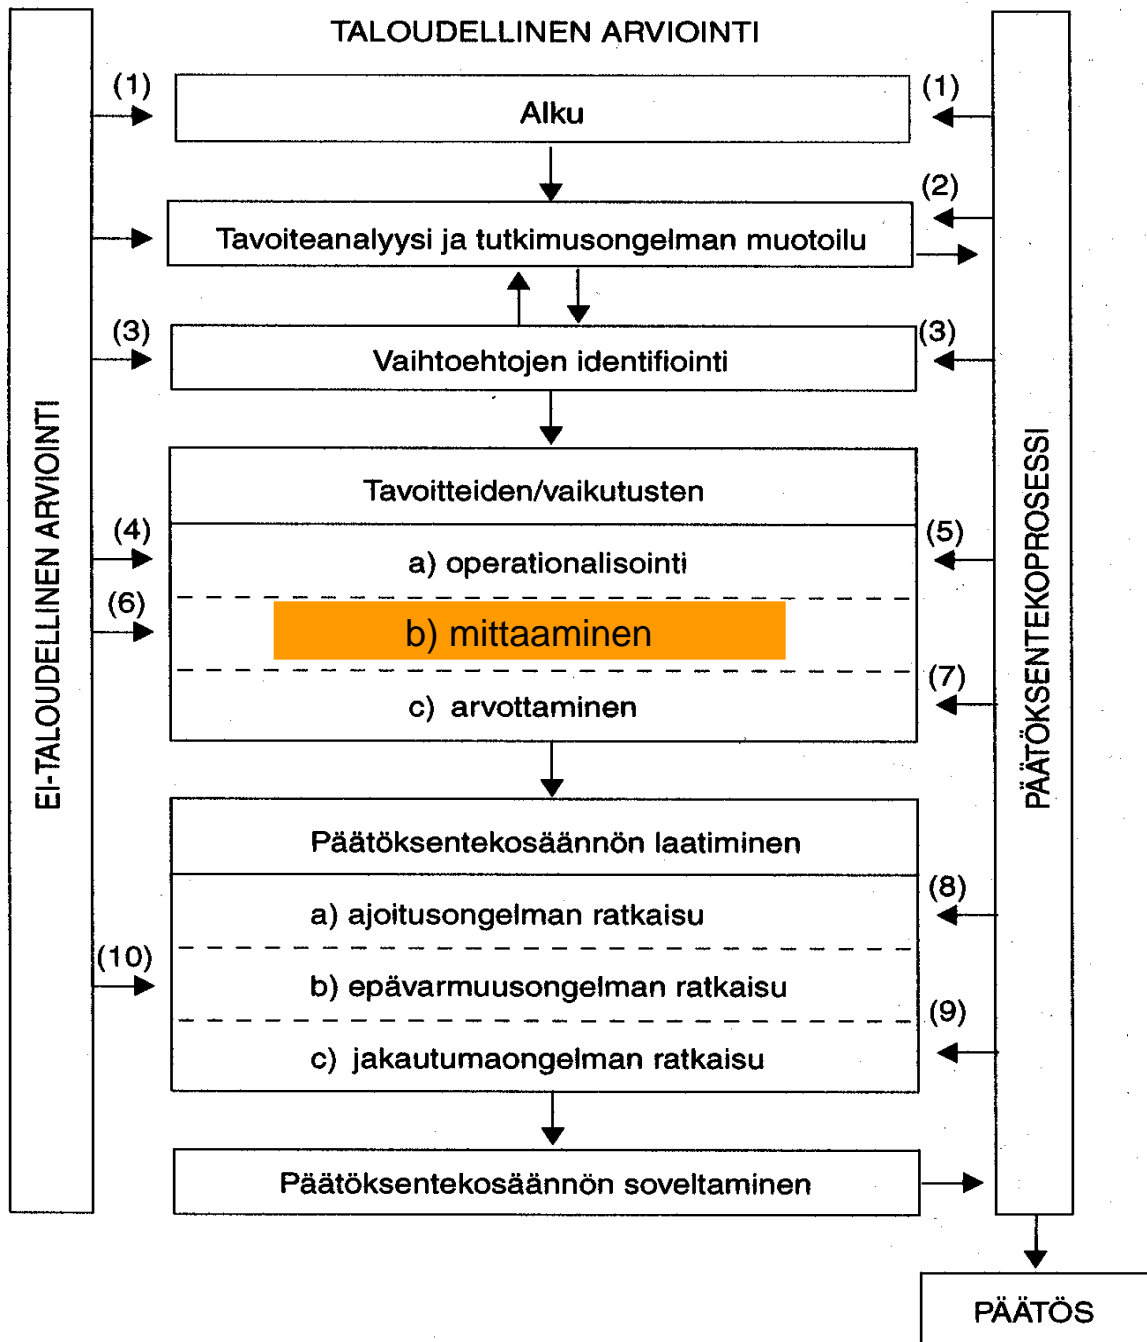 TALOUDELLINEN ARVIOINTI
(1)
(1)
Alku
(2)
Tavoiteanalyysi ja tutkimusongelman muotoilu
(3)
(3)
Vaihtoehtojen identifiointi
EI-TALOUDELLINEN ARVIOINTI
PÄÄTÖKSENTEKOPROSESSI
Tavoitteiden/vaikutusten
(4)
(5)
a) operationalisointi
(6)
b) mittaaminen
(7)
c) arvottaminen
Päätöksentekosäännön laatiminen
(8)
a) ajoitusongelman ratkaisu
(10)
b) epävarmuusongelman ratkaisu
(9)
c) jakautumaongelman ratkaisu
Päätöksentekosäännön soveltaminen
PÄÄTÖS